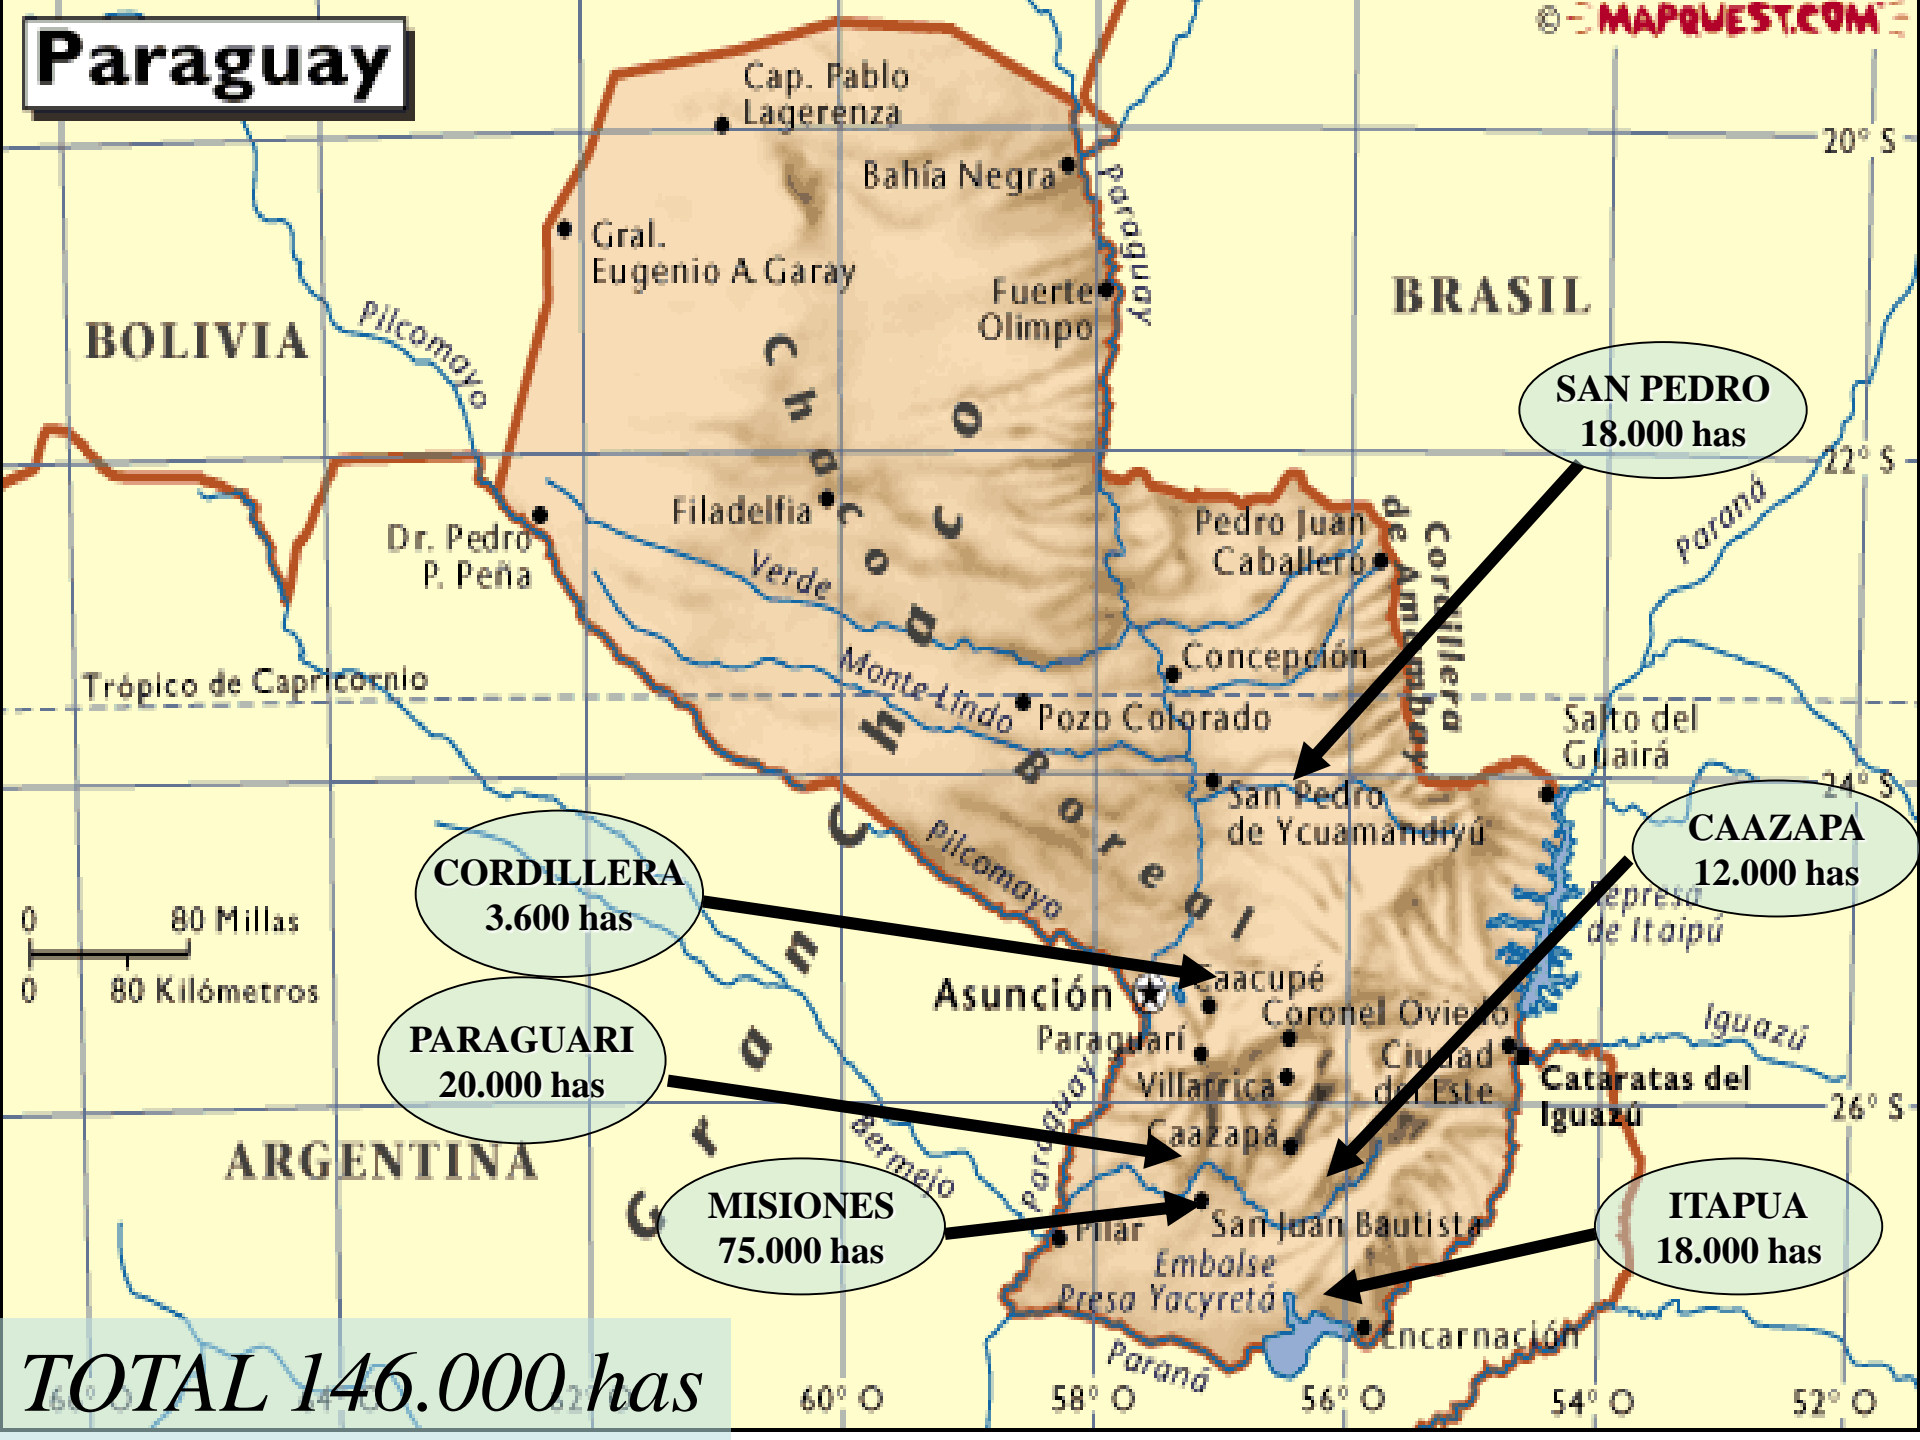 Paraguay
© MAPQUEST.COM
Cap. Pablo
Lagerenza
20° S
Bahía Negra
Paraguay
Gral.
Eugenio A. Garay
Fuerte
Olimpo
BRASIL
BOLIVIA
Pilcomayo
Chaco
SAN PEDRO
18.000 has
22° S
Paraná
Filadelfia
Dr. Pedro
P. Peña
Pedro Juan
Caballero
Cordillera
de Amambay
Verde
Concepción
Trópico de Capricornio
Monte Lindo
Pozo Colorado
Salto del
Guairá
24° S
San Pedro
de Ycuamandiyú
Boreal
Pilcomayo
CAAZAPA
12.000 has
Represa
de Itaipú
CORDILLERA
3.600 has
0 80 Millas
0 80 Kilómetros
Gran Chaco
Asunción
Caacupé
Coronel Oviedo
Paraguarí
Iguazú
Ciudad
del Este
Villarrica
Cataratas del
Iguazú
26° S
PARAGUARI
20.000 has
Caazapá
Paraguay
Bermejo
ARGENTINA
MISIONES
75.000 has
Pilar
San Juan Bautista
ITAPUA
18.000 has
Embalse
Presa Yacyretá
Encarnación
Paraná
TOTAL 146.000 has
66° O 64° O 62° O 60° O 58° O 56° O 54° O 52° O